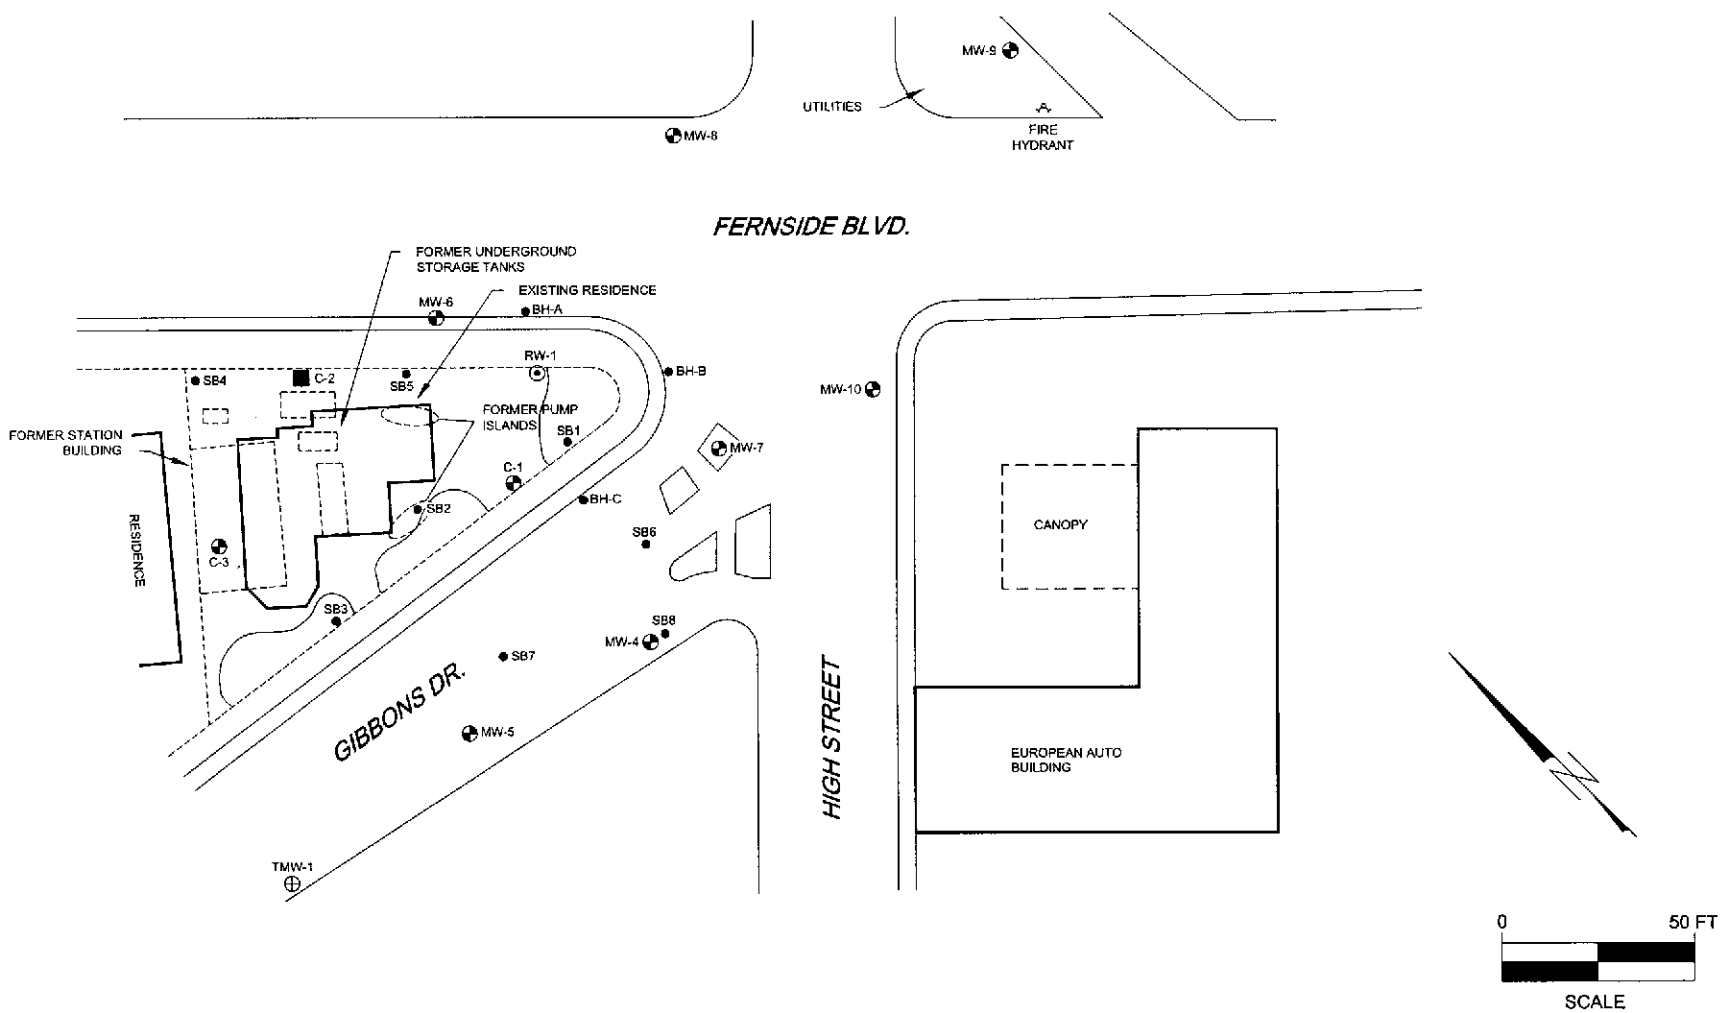 MW-9
UTILITIES
FIRE
HYDRANT
MW-8
FERNSIDE BLVD.
FORMER UNDERGROUND
STORAGE TANKS
EXISTING RESIDENCE
MW-6
BH-A
RW-1
BH-B
SB4
C-2
SB5
MW-10
FORMER PUMP
ISLANDS
FORMER STATION
BUILDING
SB1
MW-7
C-1
BH-C
SB2
RESIDENCE
CANOPY
SB6
C-3
SB3
SB8
MW-4
SB7
GIBBONS DR.
HIGH STREET
MW-5
EUROPEAN AUTO
BUILDING
TMW-1
N
0 50 FT
SCALE